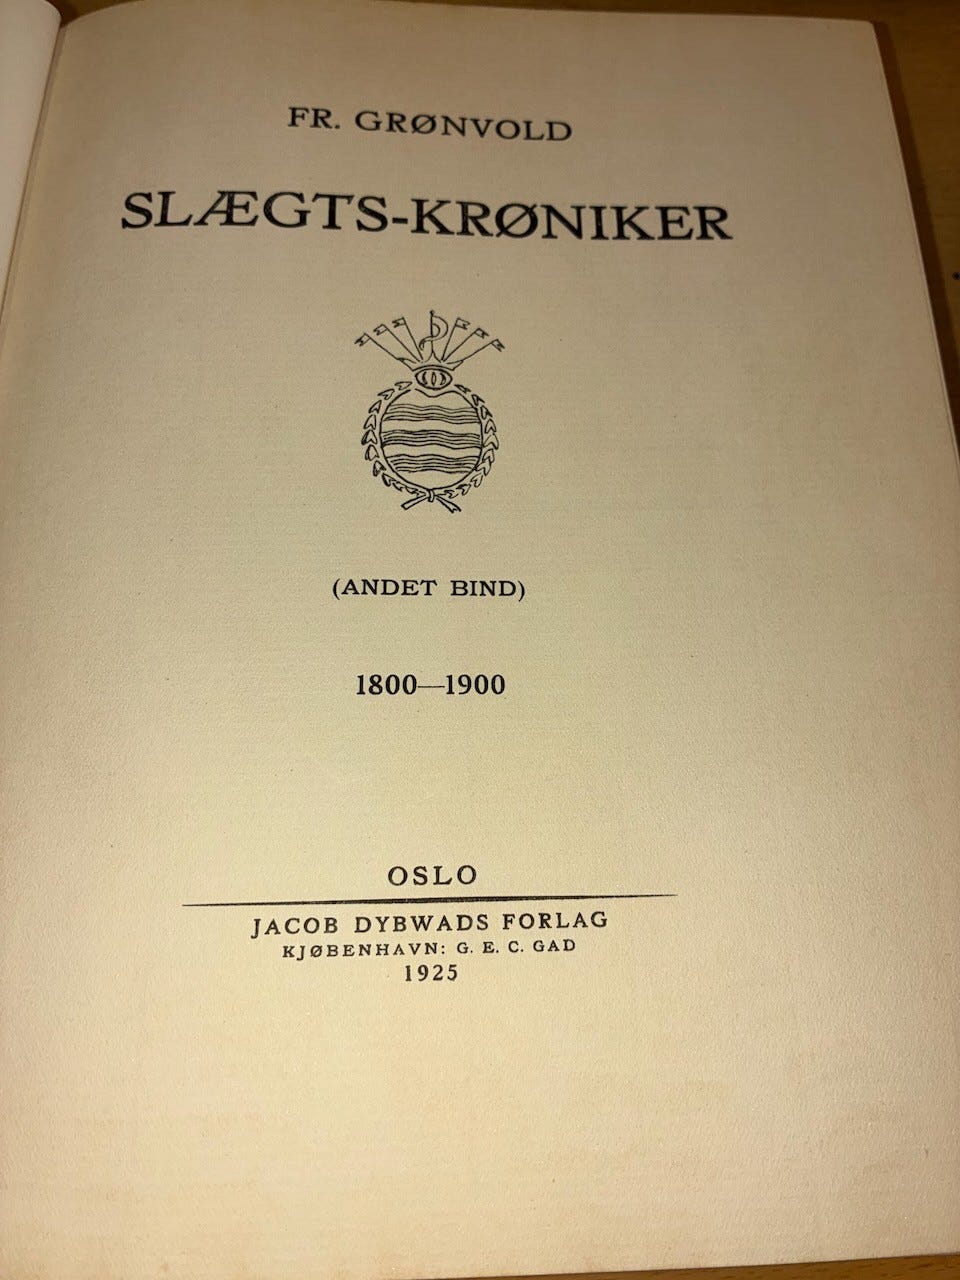 FR. GRØNVOLD
SLÆGTS-KRØNIKER
(ANDET BIND)
1800—1900
OSLO
JACOB DYBWADS FORLAG
KJØBENHAVN: G. E. C. GAD
1925